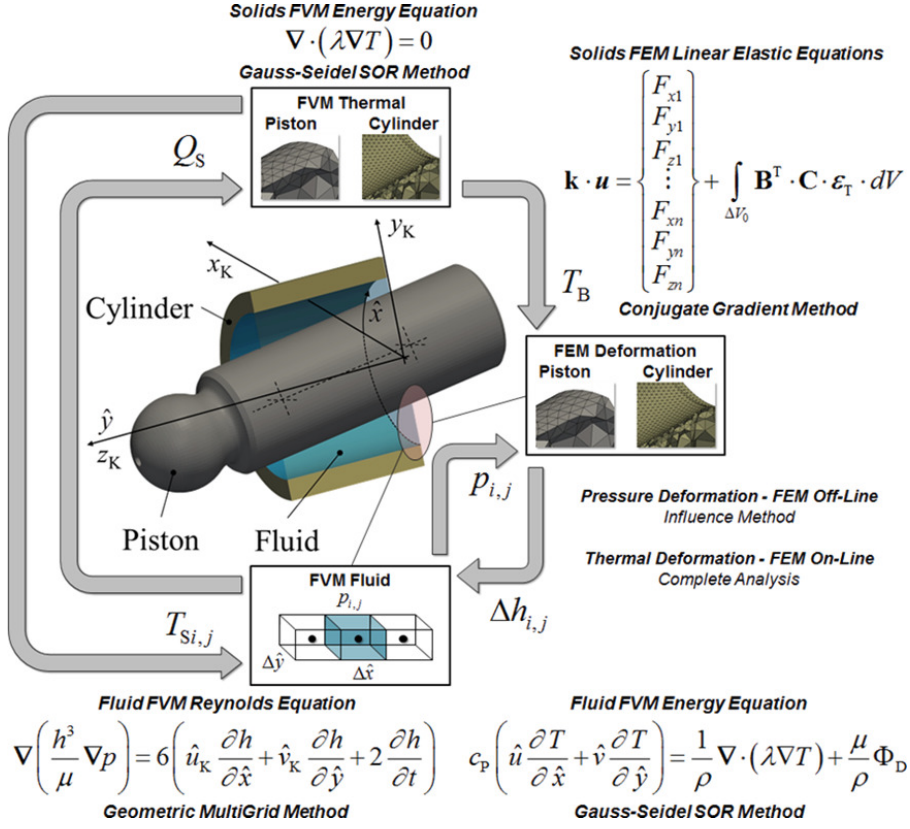 Solids FVM Energy Equation
∇·(λ∇T) = 0
Gauss-Seidel SOR Method
FVM Thermal
Piston Cylinder
Solids FEM Linear Elastic Equations
k · u = {F_x1 F_y1 F_z1 ⋮ F_xn F_yn F_zn} + ∫_ΔV₀ B^T · C · ε_T · dV
Conjugate Gradient Method
Q_S
T_B
y_K
x_K
x̂
Cylinder
ŷ
z_K
Piston
Fluid
FEM Deformation
Piston Cylinder
p_i,j
Δh_i,j
Pressure Deformation - FEM Off-Line
Influence Method
Thermal Deformation - FEM On-Line
Complete Analysis
FVM Fluid
p_i,j
Δŷ
Δx̂
T_Si,j
Fluid FVM Reynolds Equation
∇(h³/μ ∇p) = 6(û_K ∂h/∂x̂ + v̂_K ∂h/∂ŷ + 2 ∂h/∂t)
Geometric MultiGrid Method
Fluid FVM Energy Equation
c_P(û ∂T/∂x̂ + v̂ ∂T/∂ŷ) = 1/ρ ∇·(λ∇T) + μ/ρ Φ_D
Gauss-Seidel SOR Method